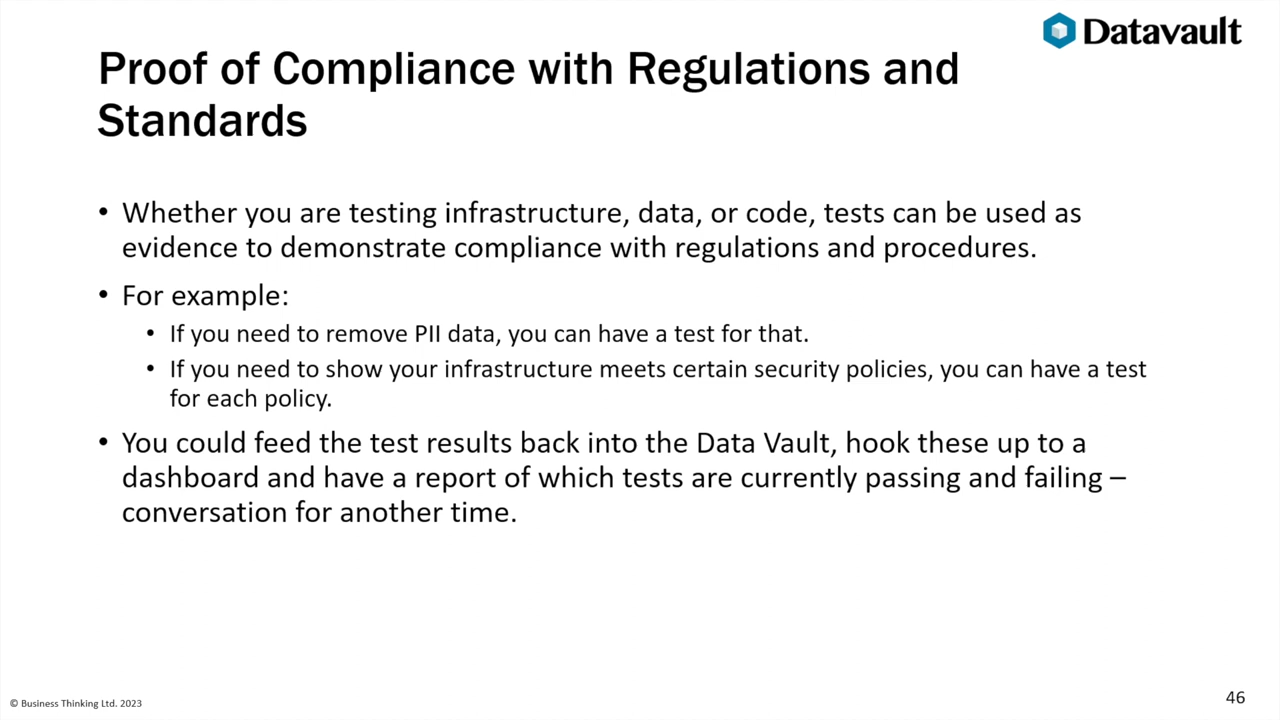 Datavault
Proof of Compliance with Regulations and
Standards
• Whether you are testing infrastructure, data, or code, tests can be used as
evidence to demonstrate compliance with regulations and procedures.
• For example:
• If you need to remove PII data, you can have a test for that.
• If you need to show your infrastructure meets certain security policies, you can have a test
for each policy.
• You could feed the test results back into the Data Vault, hook these up to a
dashboard and have a report of which tests are currently passing and failing –
conversation for another time.
© Business Thinking Ltd. 2023
46